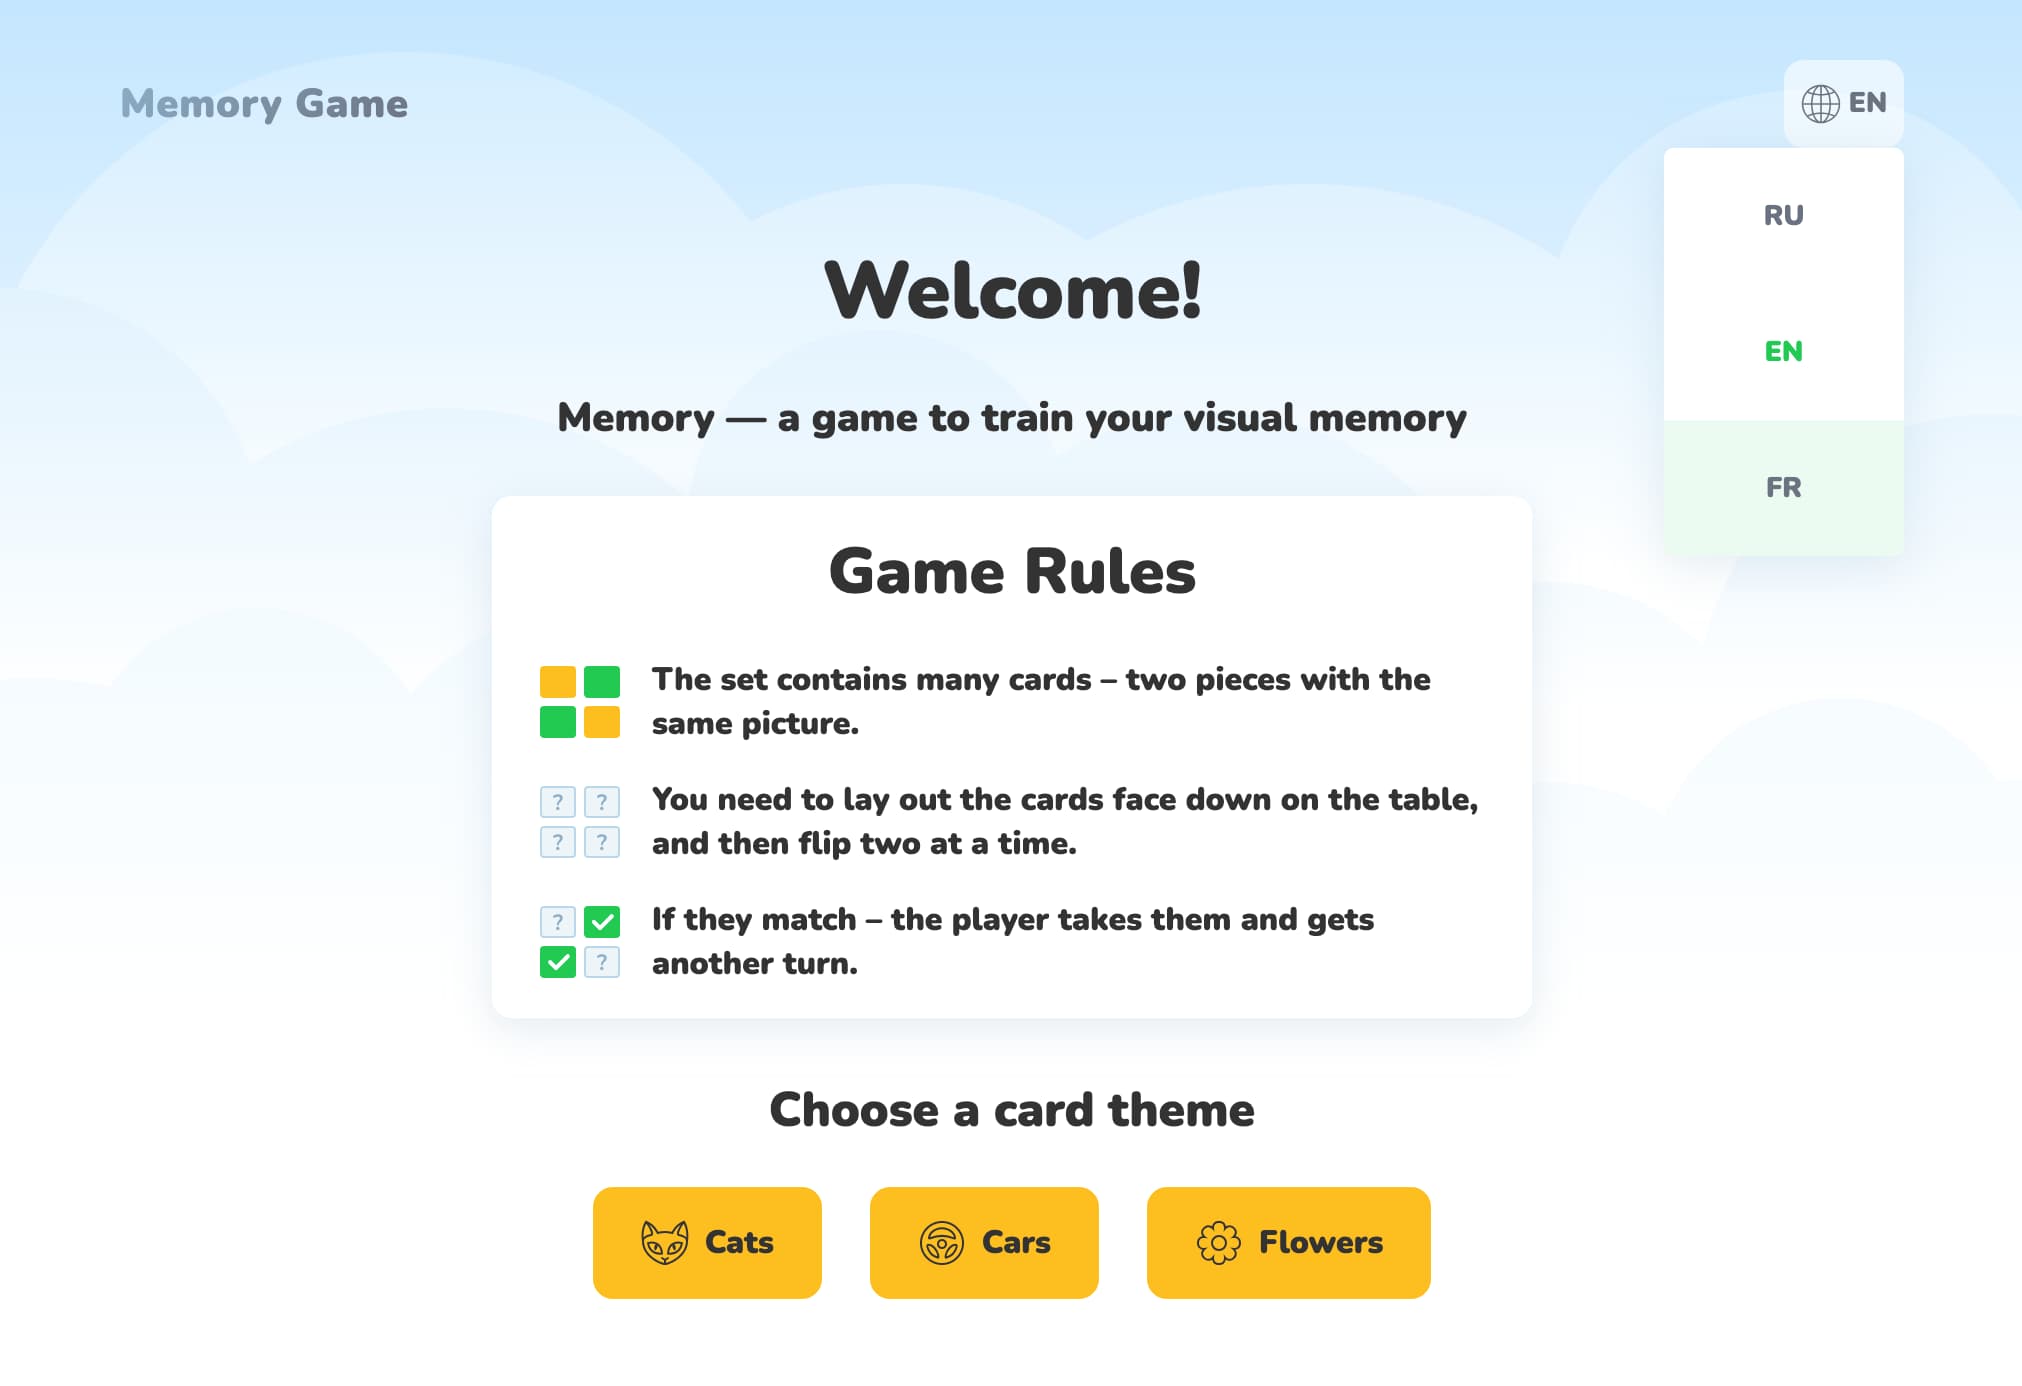 Memory Game
EN
RU
EN
FR
Welcome!
Memory — a game to train your visual memory
Game Rules
The set contains many cards – two pieces with the
same picture.
? ?
? ?
You need to lay out the cards face down on the table,
and then flip two at a time.
?
?
If they match – the player takes them and gets
another turn.
Choose a card theme
Cats
Cars
Flowers